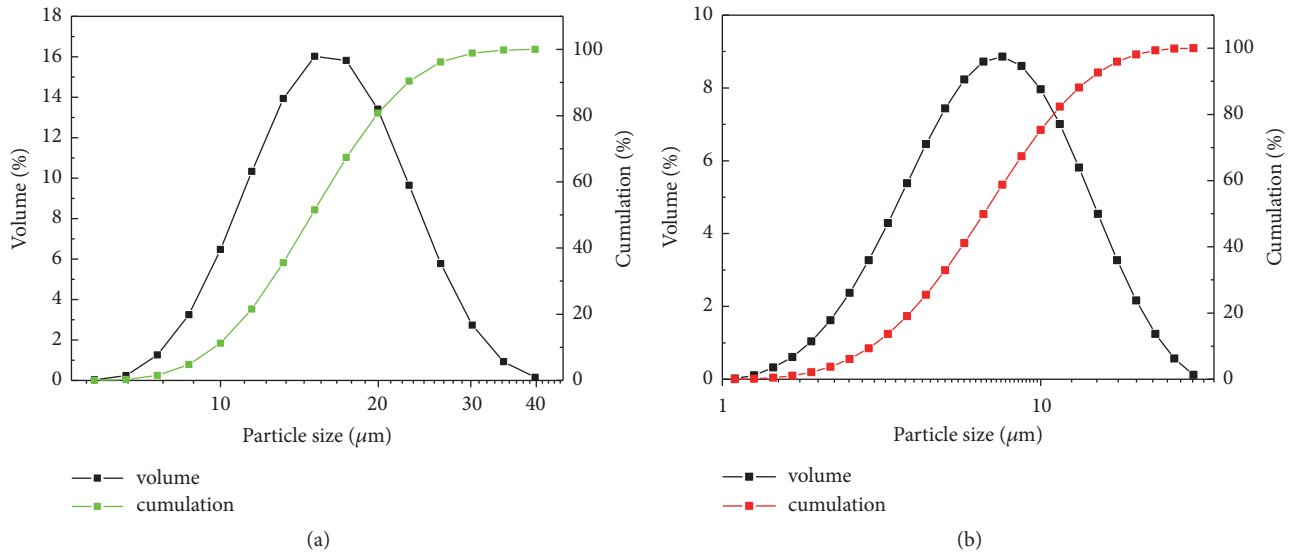 18
16
14
12
10
8
6
4
2
0
Volume (%)
100
80
60
40
20
0
Cumulation (%)
10 20 30 40
Particle size (μm)
volume
cumulation
(a)
10
8
6
4
2
0
Volume (%)
100
80
60
40
20
0
Cumulation (%)
1 10
Particle size (μm)
volume
cumulation
(b)